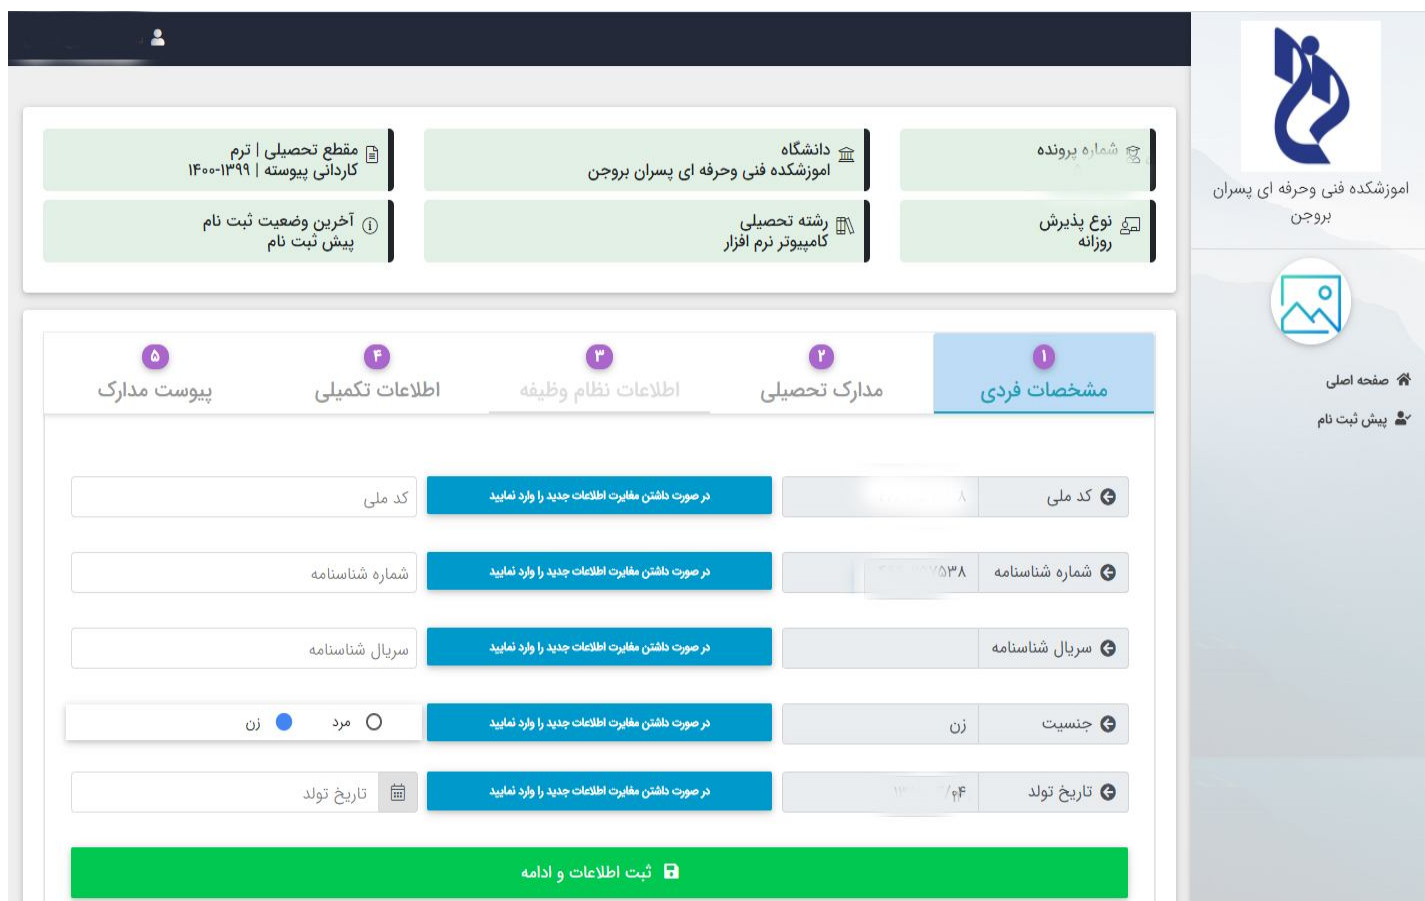 اموزشکده فنی وحرفه ای پسران
بروجن
صفحه اصلی
پیش ثبت نام
شماره پرونده
دانشگاه
اموزشکده فنی وحرفه ای پسران بروجن
مقطع تحصیلی | ترم
کاردانی پیوسته | ۱۳۹۹-۱۴۰۰
نوع پذیرش
روزانه
رشته تحصیلی
کامپیوتر نرم افزار
آخرین وضعیت ثبت نام
پیش ثبت نام
۱
مشخصات فردی
۲
مدارک تحصیلی
۳
اطلاعات نظام وظیفه
۴
اطلاعات تکمیلی
۵
پیوست مدارک
کد ملی
در صورت داشتن مغایرت اطلاعات جدید را وارد نمایید
کد ملی
شماره شناسنامه
در صورت داشتن مغایرت اطلاعات جدید را وارد نمایید
شماره شناسنامه
سریال شناسنامه
در صورت داشتن مغایرت اطلاعات جدید را وارد نمایید
سریال شناسنامه
جنسیت زن
در صورت داشتن مغایرت اطلاعات جدید را وارد نمایید
مرد زن
تاریخ تولد
در صورت داشتن مغایرت اطلاعات جدید را وارد نمایید
تاریخ تولد
ثبت اطلاعات و ادامه